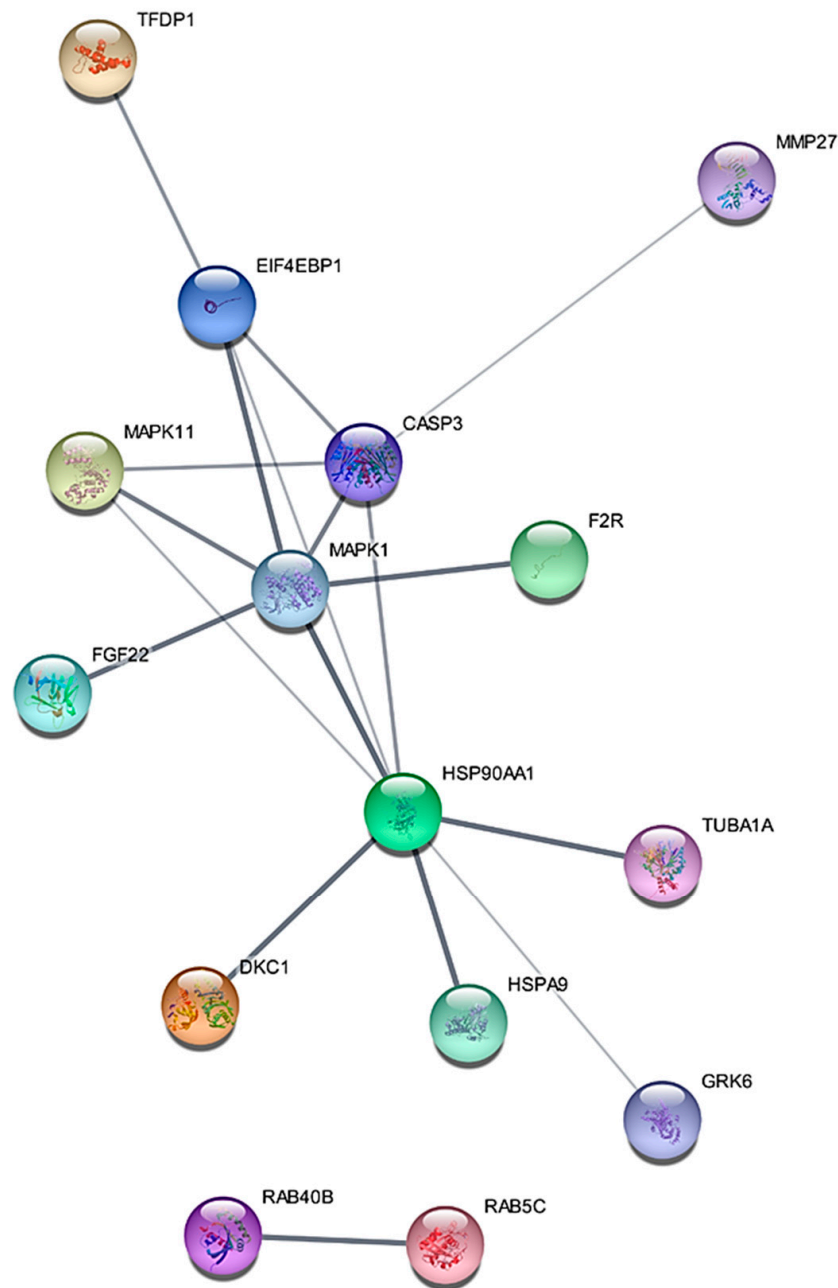 TFDP1
MMP27
EIF4EBP1
CASP3
MAPK11
F2R
MAPK1
FGF22
HSP90AA1
TUBA1A
DKC1
HSPA9
GRK6
RAB40B
RAB5C